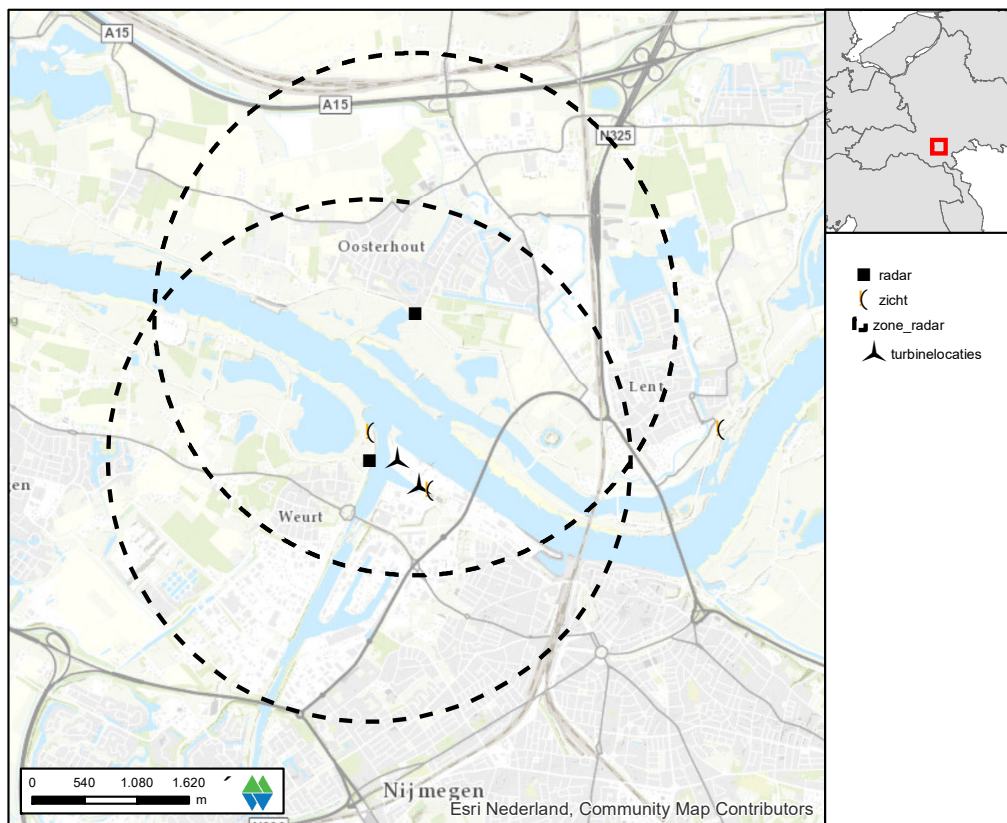 A15
A15
N325
Oosterhout
Lent
Weurt
gen
Nijmegen
0 540 1.080 1.620
m
Esri Nederland, Community Map Contributors
radar
zicht
zone_radar
turbinelocaties